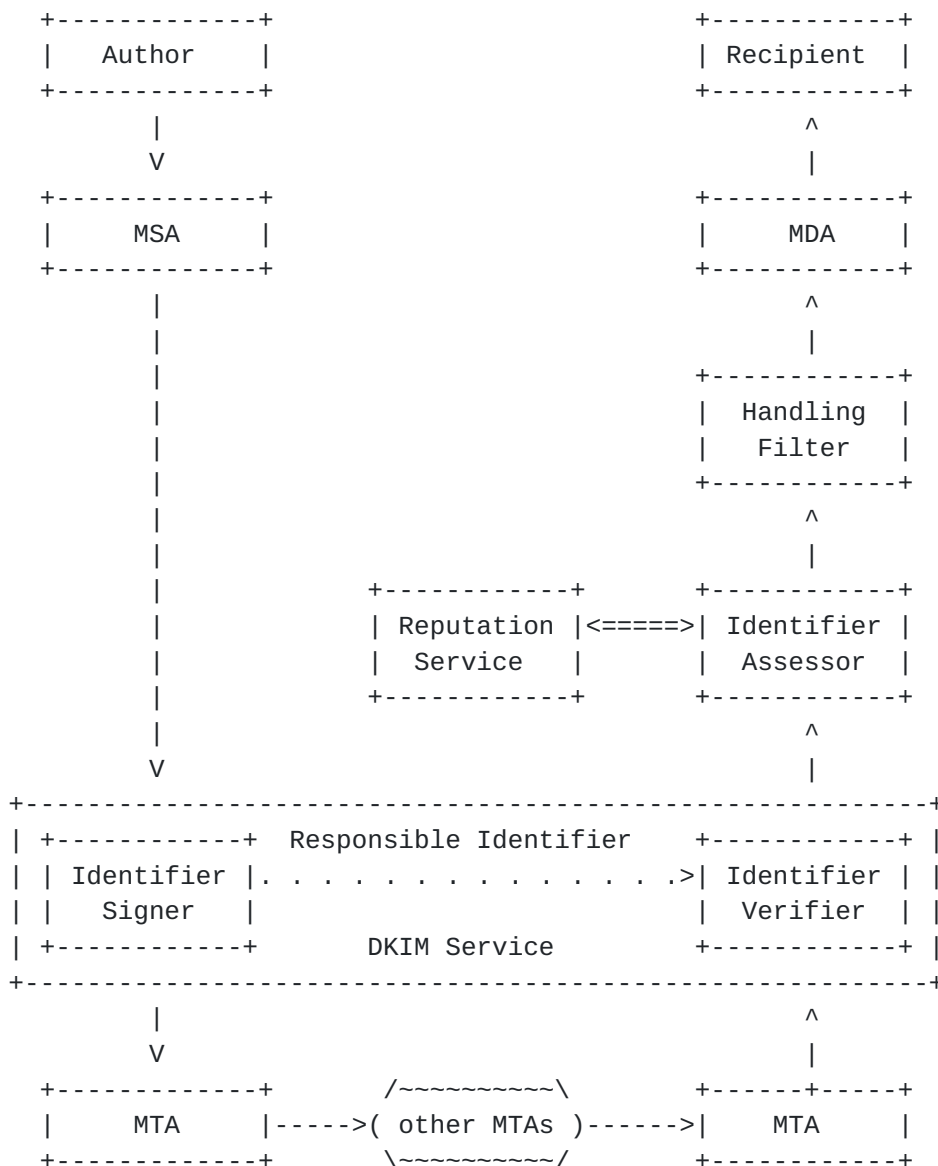 +-------------+                      +------------+
|   Author    |                      | Recipient  |
+-------------+                      +------------+
       |                                    ^
       V                                    |
+-------------+                      +------------+
|     MSA     |                      |     MDA    |
+-------------+                      +------------+
       |                                    ^
       |                                    |
       |                             +------------+
       |                             |  Handling  |
       |                             |   Filter   |
       |                             +------------+
       |                                    ^
       |                                    |
       |             +------------+       +------------+
       |             | Reputation |<=====>| Identifier |
       |             |  Service   |       |  Assessor  |
       |             +------------+       +------------+
       |                                    ^
       V                                    |
+-----------------------------------------------------------+
| +------------+  Responsible Identifier    +------------+ |
| | Identifier |. . . . . . . . . . . . . .>| Identifier | |
| |   Signer   |                            |  Verifier  | |
| +------------+       DKIM Service         +------------+ |
+-----------------------------------------------------------+
       |                                    ^
       V                                    |
+-------------+       /~~~~~~~~~~\        +------+-----+
|     MTA     |----->( other MTAs )------>|    MTA     |
+-------------+       \~~~~~~~~~~/        +------------+